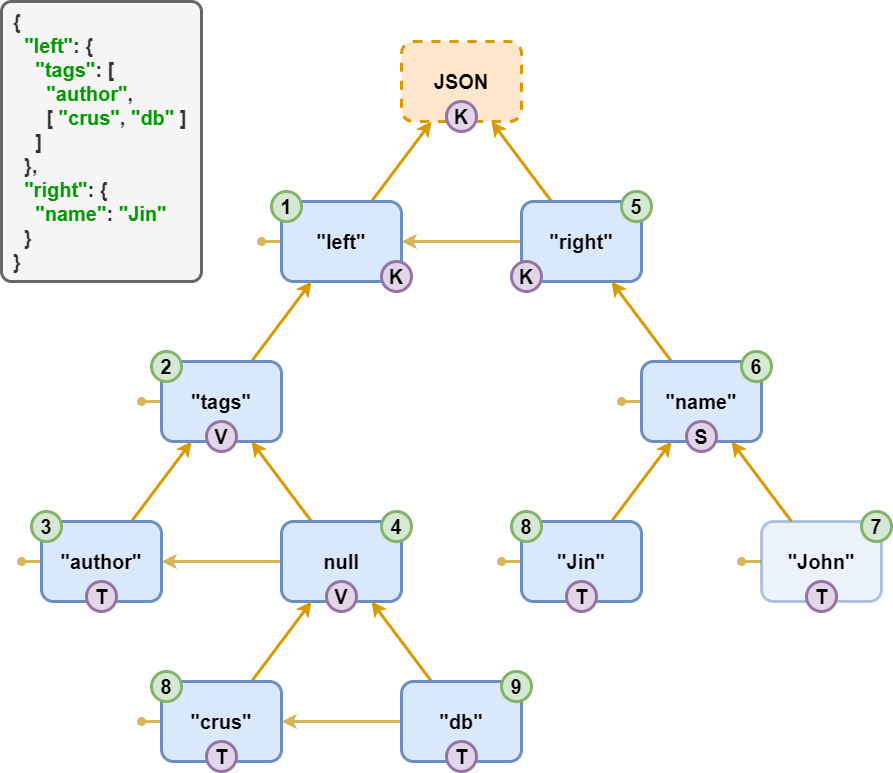 {
"left": {
"tags": [
"author",
[ "crus", "db" ]
]
},
"right": {
"name": "Jin"
}
}
JSON
K
1
"left"
K
5
"right"
K
2
"tags"
V
6
"name"
S
3
"author"
T
4
null
V
8
"Jin"
T
7
"John"
T
8
"crus"
T
9
"db"
T